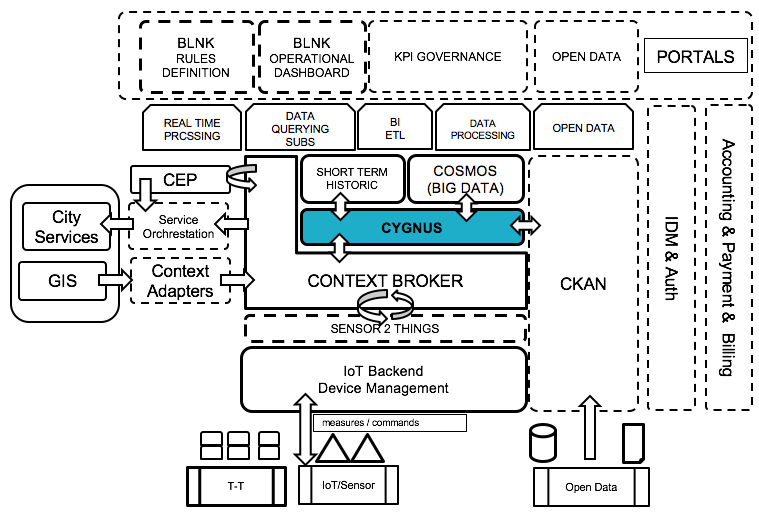 BLNK
RULES
DEFINITION
BLNK
OPERATIONAL
DASHBOARD
KPI GOVERNANCE
OPEN DATA
PORTALS
REAL TIME
PRCSSING
DATA
QUERYING
SUBS
BI
ETL
DATA
PROCESSING
OPEN DATA
CEP
SHORT TERM
HISTORIC
COSMOS
(BIG DATA)
City
Services
Service
Orchrestation
CYGNUS
GIS
Context
Adapters
CONTEXT BROKER
CKAN
IDM & Auth
Accounting & Payment & Billing
SENSOR 2 THINGS
IoT Backend
Device Management
measures / commands
T-T
IoT/Sensor
Open Data